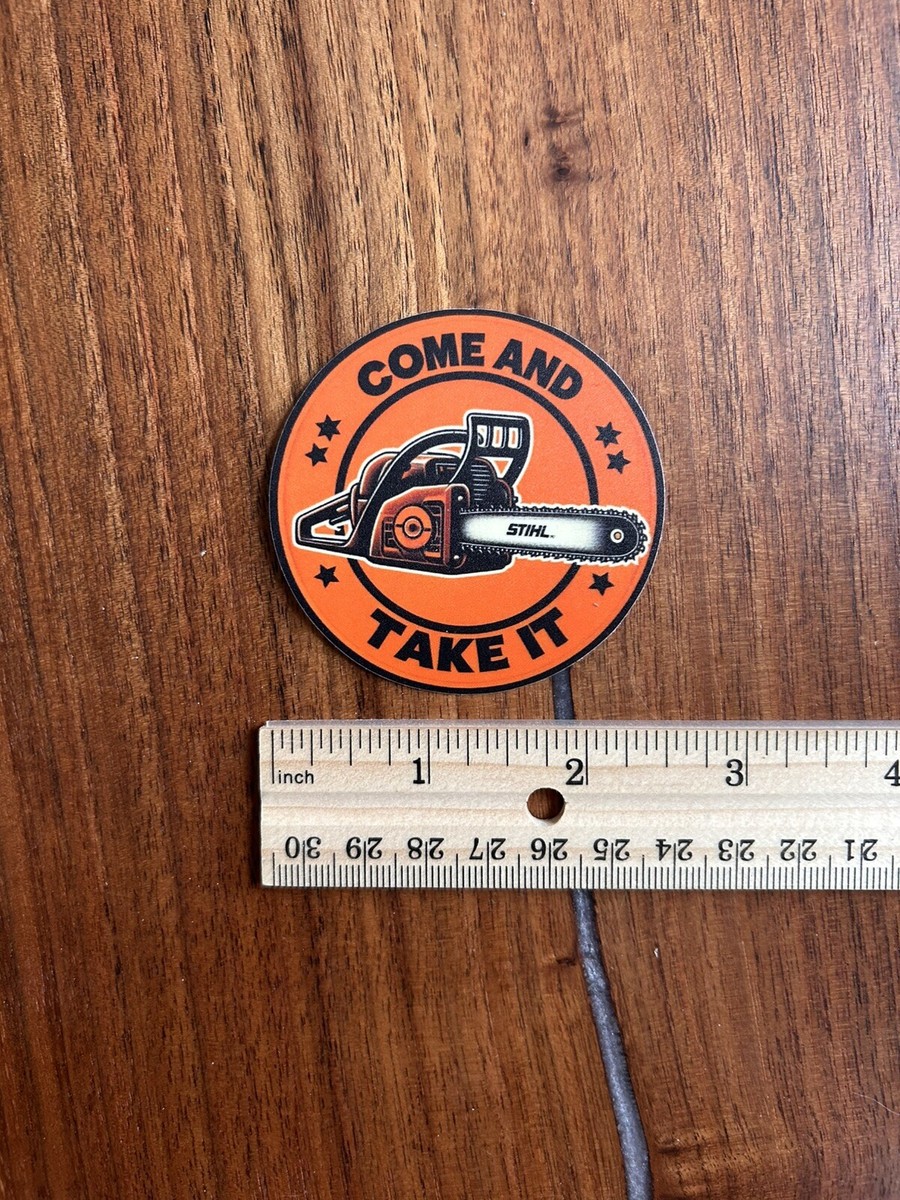 COME AND
STIHL
TAKE IT
1 2 3 4
inch
30 29 28 27 26 25 24 23 22 21